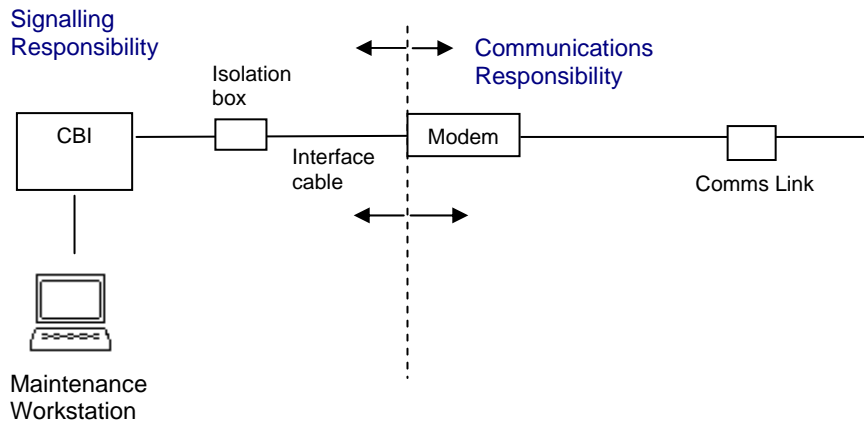 Signalling
Responsibility
Communications
Responsibility
Isolation
box
CBI
Modem
Interface
cable
Comms Link
Maintenance
Workstation